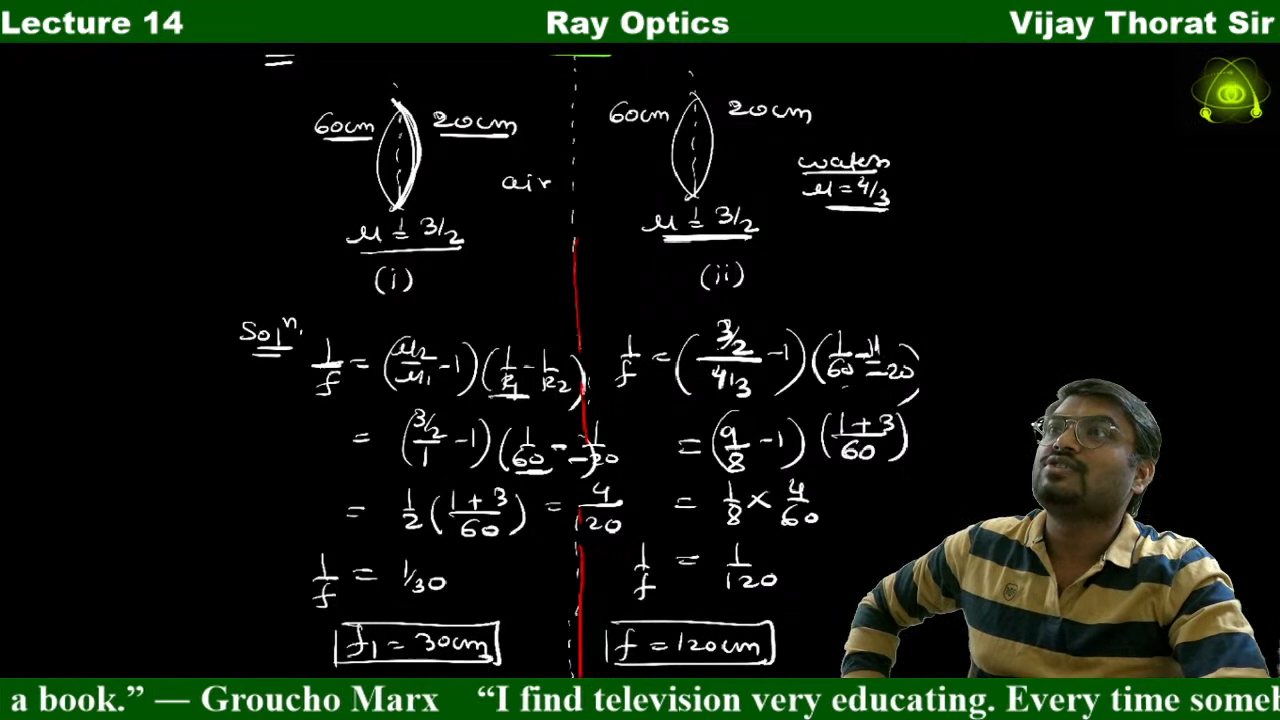 Lecture 14
Ray Optics
Vijay Thorat Sir
60cm
20cm
air
μ = 3/2
(i)
60cm
20cm
water
μ = 4/3
μ = 3/2
(ii)
Solⁿ.
1/f = (μ₂/μ₁ - 1)(1/R₁ - 1/R₂)
= (3/2/1 - 1)(1/60 - 1/-20)
= 1/2 (1+3/60) = 4/120
1/f = 1/30
f₁ = 30cm
1/f = (3/2/4/3 - 1)(1/60 - 1/-20)
= (9/8 - 1)(1+3/60)
= 1/8 × 4/60
1/f = 1/120
f = 120cm
a book.” — Groucho Marx “I find television very educating. Every time someb